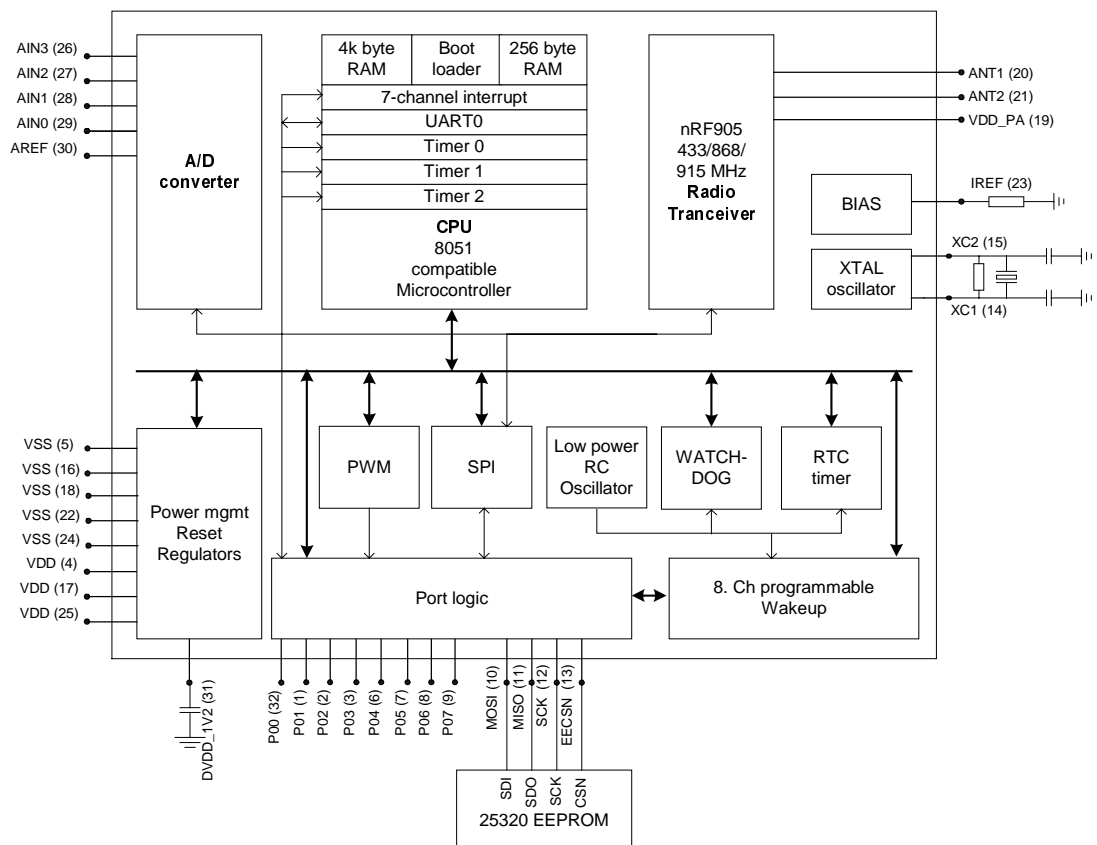 AIN3 (26)
AIN2 (27)
AIN1 (28)
AIN0 (29)
AREF (30)
A/D
converter
4k byte
RAM
Boot
loader
256 byte
RAM
7-channel interrupt
UART0
Timer 0
Timer 1
Timer 2
CPU
8051
compatible
Microcontroller
nRF905
433/868/
915 MHz
Radio
Tranceiver
ANT1 (20)
ANT2 (21)
VDD_PA (19)
BIAS
IREF (23)
XTAL
oscillator
XC2 (15)
XC1 (14)
VSS (5)
VSS (16)
VSS (18)
VSS (22)
VSS (24)
VDD (4)
VDD (17)
VDD (25)
Power mgmt
Reset
Regulators
PWM
SPI
Low power
RC
Oscillator
WATCH-
DOG
RTC
timer
Port logic
8. Ch programmable
Wakeup
DVDD_1V2 (31)
P00 (32)
P01 (1)
P02 (2)
P03 (3)
P04 (6)
P05 (7)
P06 (8)
P07 (9)
MOSI (10)
MISO (11)
SCK (12)
EECSN (13)
SDI
SDO
SCK
CSN
25320 EEPROM